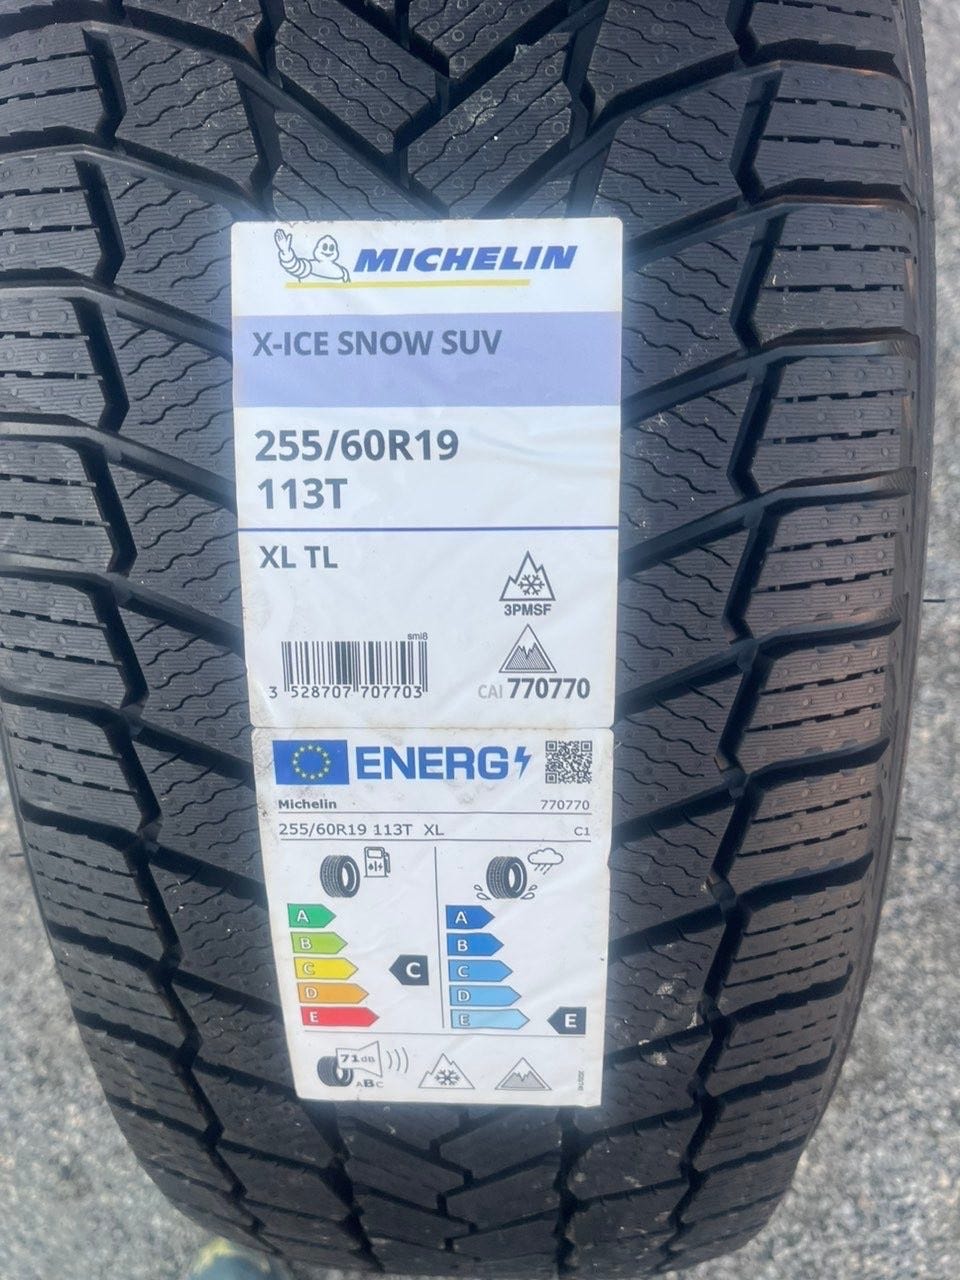 MICHELIN
X-ICE SNOW SUV
255/60R19
113T
XL TL
3PMSF
smi8
3 528707 707703
CAI 770770
ENERG
Michelin 770770
255/60R19 113T XL C1
A A
B B
C C C
D D
E E E
71dB
ABC